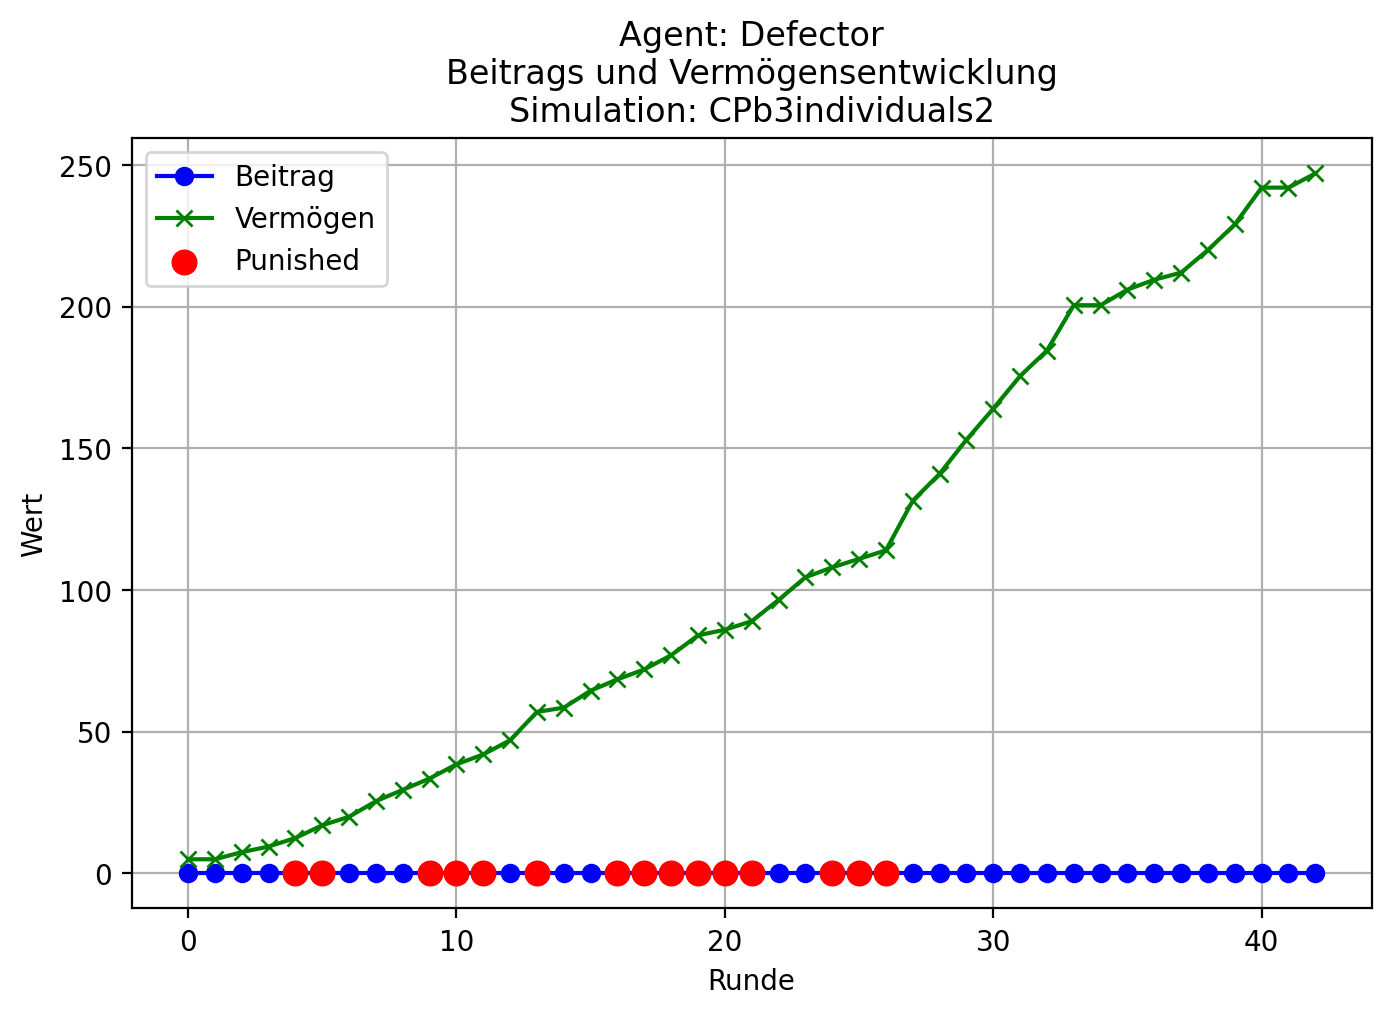 Agent: Defector
Beitrags und Vermögensentwicklung
Simulation: CPb3individuals2
Beitrag
Vermögen
Punished
250
200
150
100
50
0
Wert
0 10 20 30 40
Runde